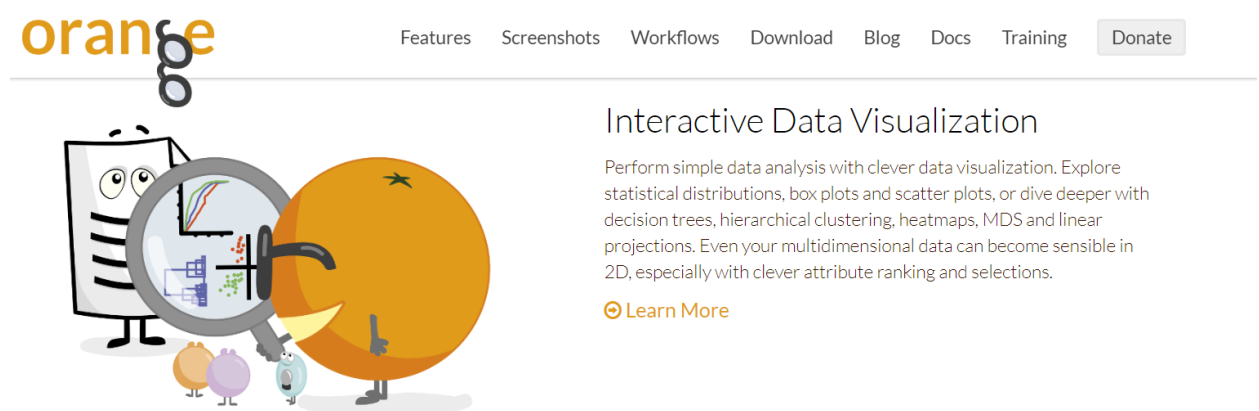 orange
Features
Screenshots
Workflows
Download
Blog
Docs
Training
Donate
Interactive Data Visualization
Perform simple data analysis with clever data visualization. Explore
statistical distributions, box plots and scatter plots, or dive deeper with
decision trees, hierarchical clustering, heatmaps, MDS and linear
projections. Even your multidimensional data can become sensible in
2D, especially with clever attribute ranking and selections.
Learn More